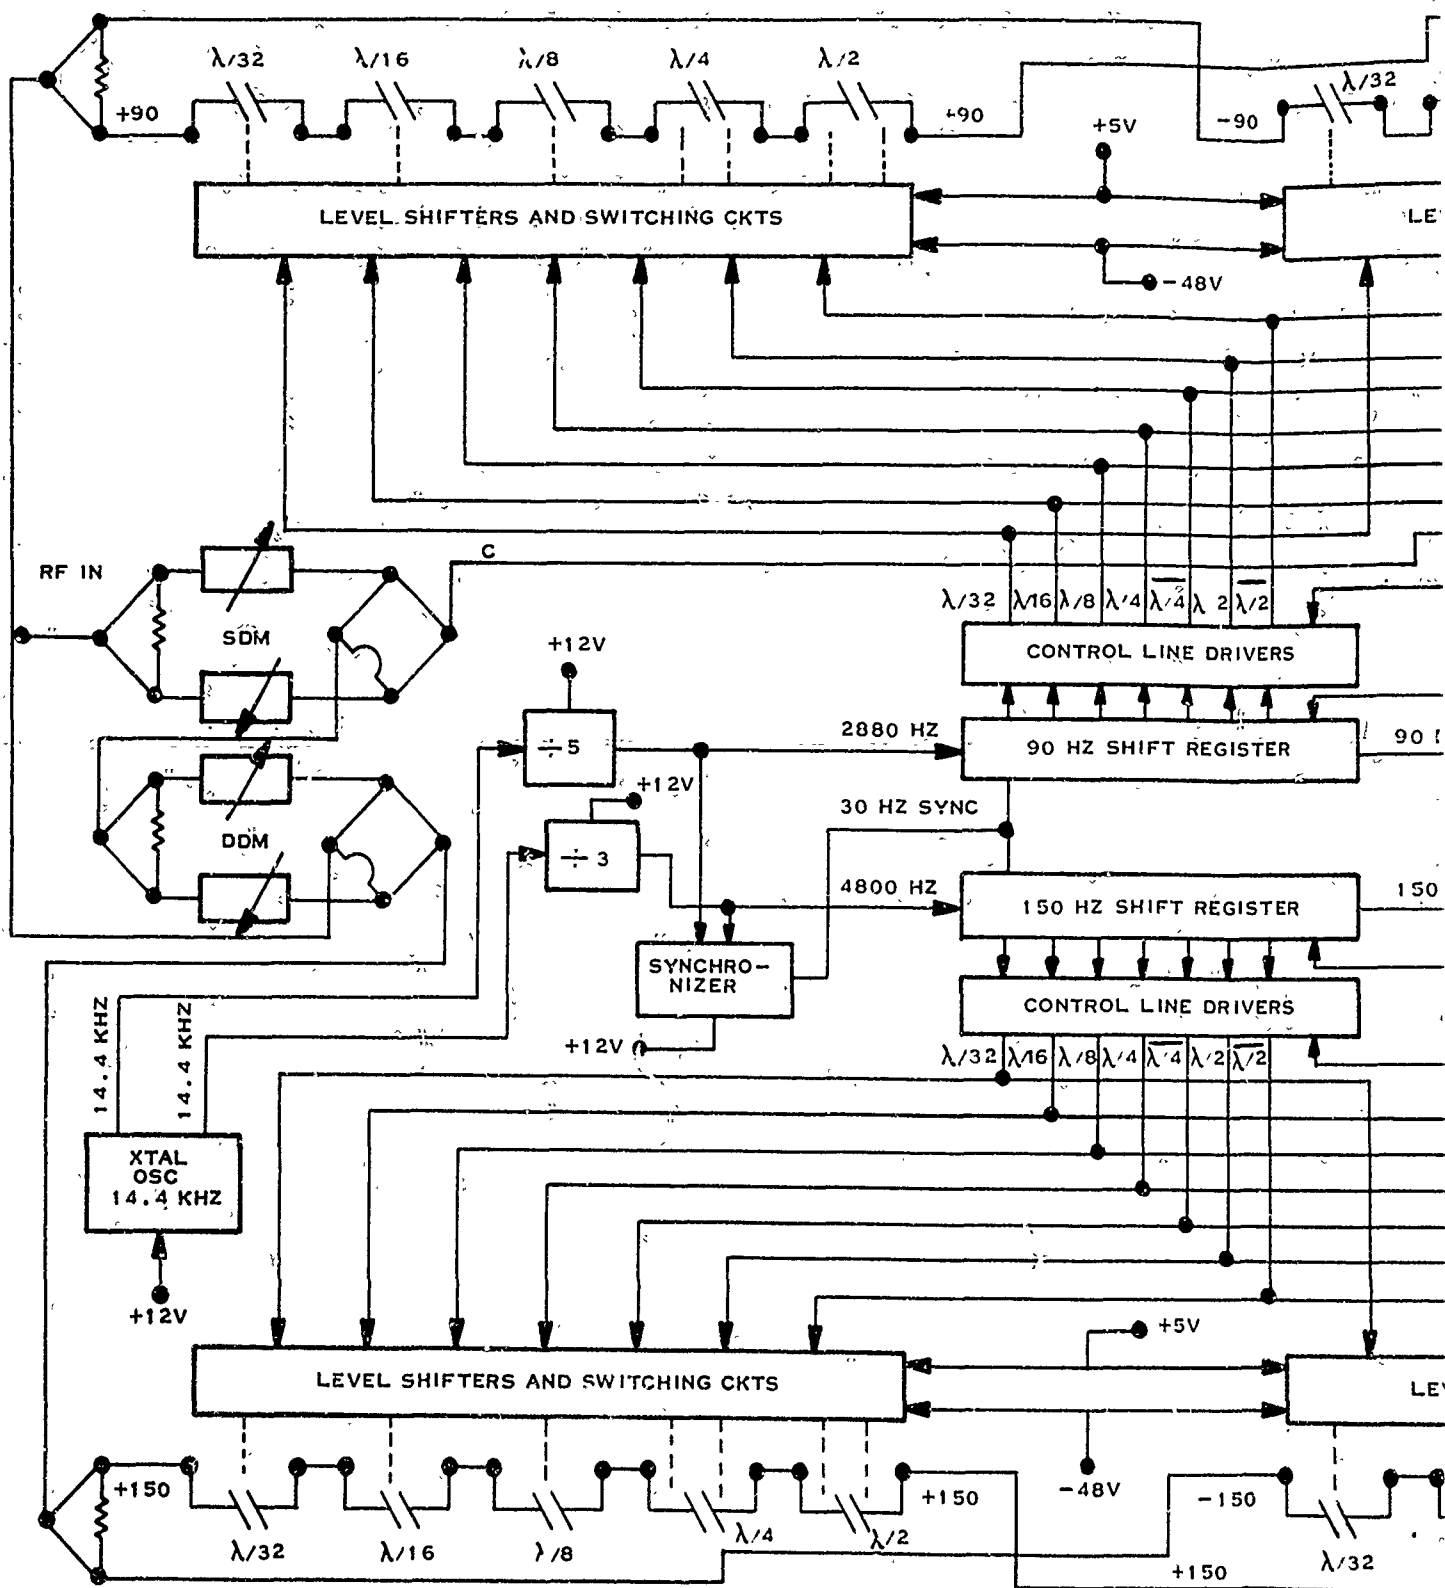 λ/32 λ/16 λ/8 λ/4 λ/2 λ/32
+90 +90 -90
+5V
LEVEL SHIFTERS AND SWITCHING CKTS LE
-48V
C
RF IN
SDM
λ/32 λ/16 λ/8 λ/4 λ/4 λ 2 λ/2
CONTROL LINE DRIVERS
+12V
÷ 5
2880 HZ
90 HZ SHIFT REGISTER
90
+12V
30 HZ SYNC
DDM
÷ 3
4800 HZ
150 HZ SHIFT REGISTER
150
SYNCHRO-
NIZER
CONTROL LINE DRIVERS
14.4 KHZ
14.4 KHZ
+12V
λ/32 λ/16 λ/8 λ/4 λ/4 λ/2 λ/2
XTAL
OSC
14.4 KHZ
+12V
+5V
LEVEL SHIFTERS AND SWITCHING CKTS LE
+150 +150 -48V -150
λ/32 λ/16 λ/8 λ/4 λ/2 λ/32
+150